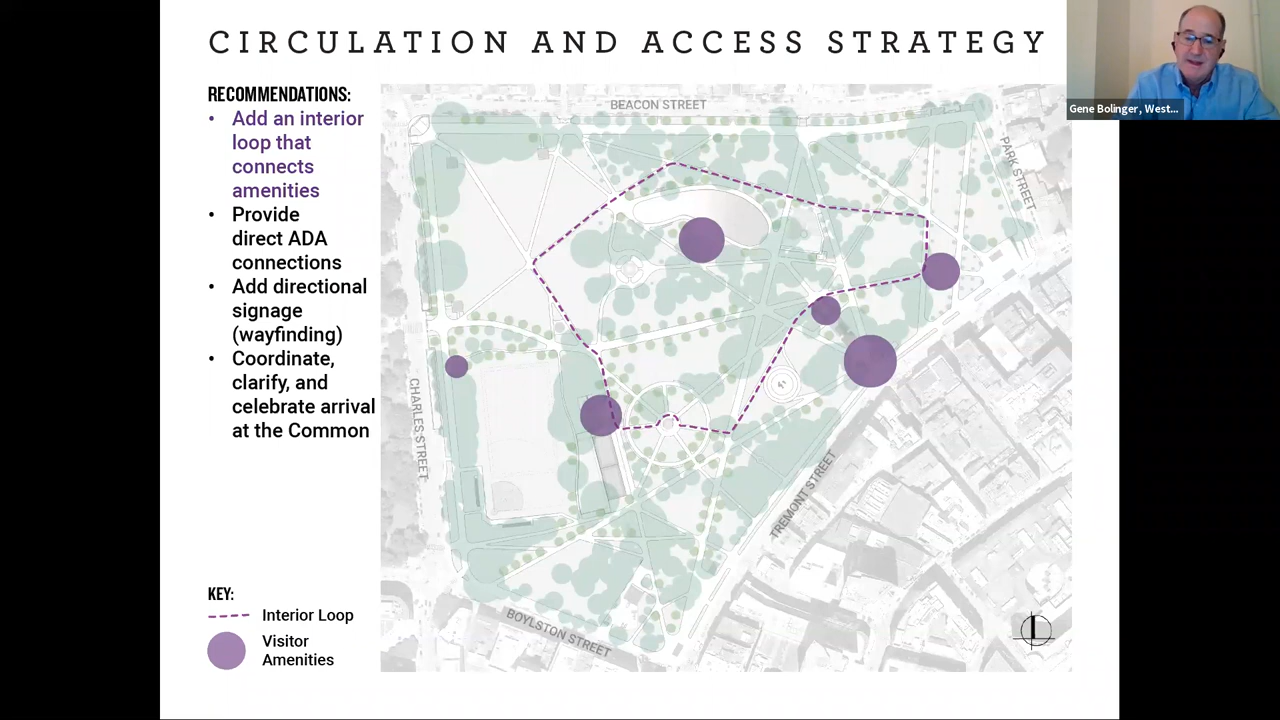 CIRCULATION AND ACCESS STRATEGY
Gene Bolinger, West...
RECOMMENDATIONS:
• Add an interior
loop that
connects
amenities
• Provide
direct ADA
connections
• Add directional
signage
(wayfinding)
• Coordinate,
clarify, and
celebrate arrival
at the Common
BEACON STREET
PARK STREET
CHARLES STREET
TREMONT STREET
BOYLSTON STREET
KEY:
Interior Loop
Visitor
Amenities